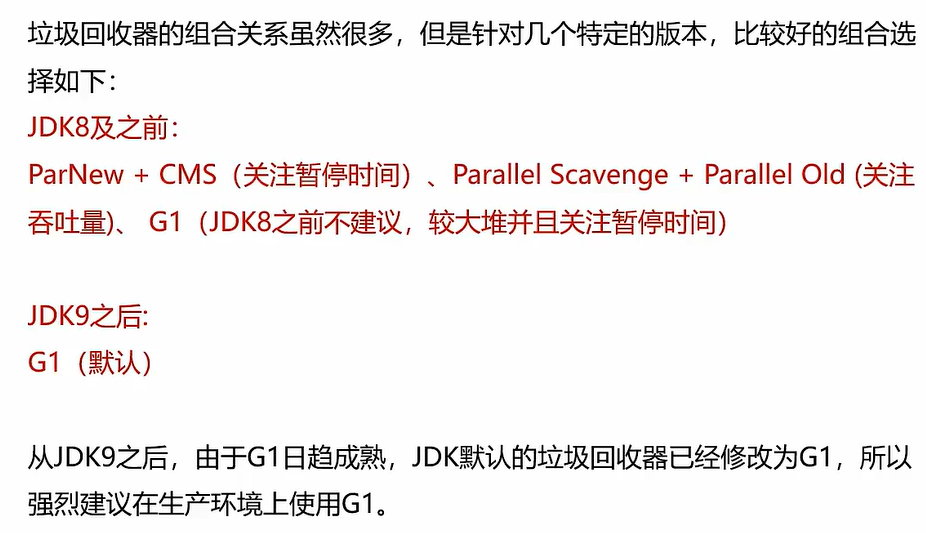 垃圾回收器的组合关系虽然很多，但是针对几个特定的版本，比较好的组合选
择如下：
JDK8及之前：
ParNew + CMS（关注暂停时间）、Parallel Scavenge + Parallel Old (关注
吞吐量)、 G1（JDK8之前不建议，较大堆并且关注暂停时间）
JDK9之后:
G1（默认）
从JDK9之后，由于G1日趋成熟，JDK默认的垃圾回收器已经修改为G1，所以
强烈建议在生产环境上使用G1。